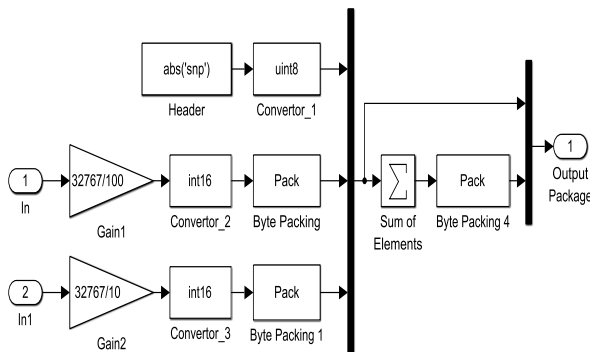 abs('snp')
Header
uint8
Convertor_1
1
In
32767/100
Gain1
int16
Convertor_2
Pack
Byte Packing
Sum of
Elements
Pack
Byte Packing 4
1
Output
Package
2
In1
32767/10
Gain2
int16
Convertor_3
Pack
Byte Packing 1